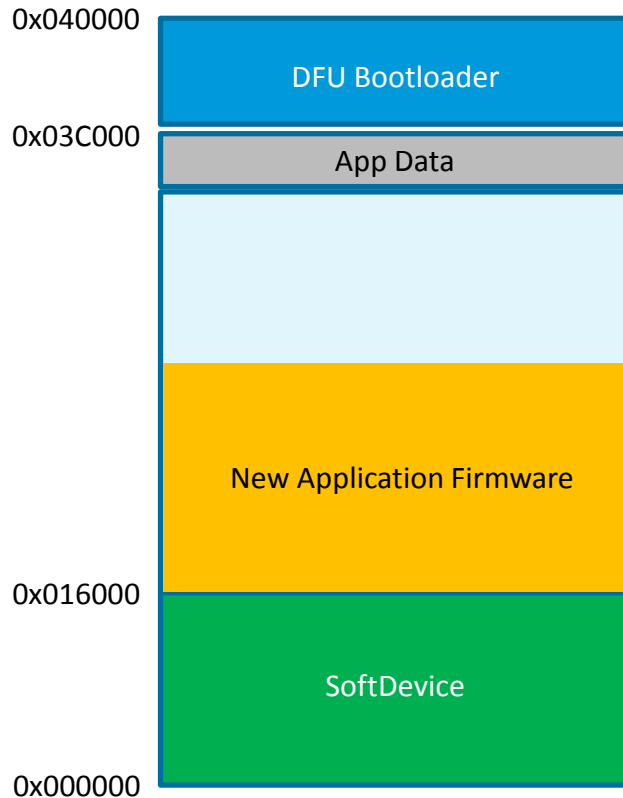 0x040000
DFU Bootloader
0x03C000
App Data
New Application Firmware
0x016000
SoftDevice
0x000000